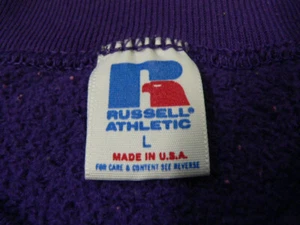 R
RUSSELL®
ATHLETIC
L
MADE IN U.S.A.
FOR CARE & CONTENT SEE REVERSE